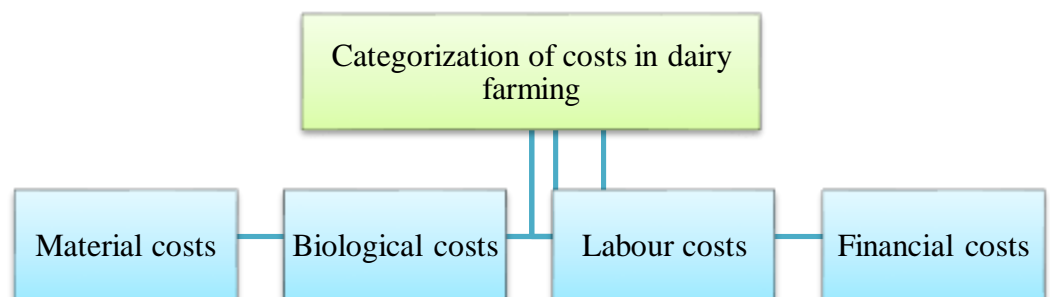 Categorization of costs in dairy
farming
Material costs
Biological costs
Labour costs
Financial costs